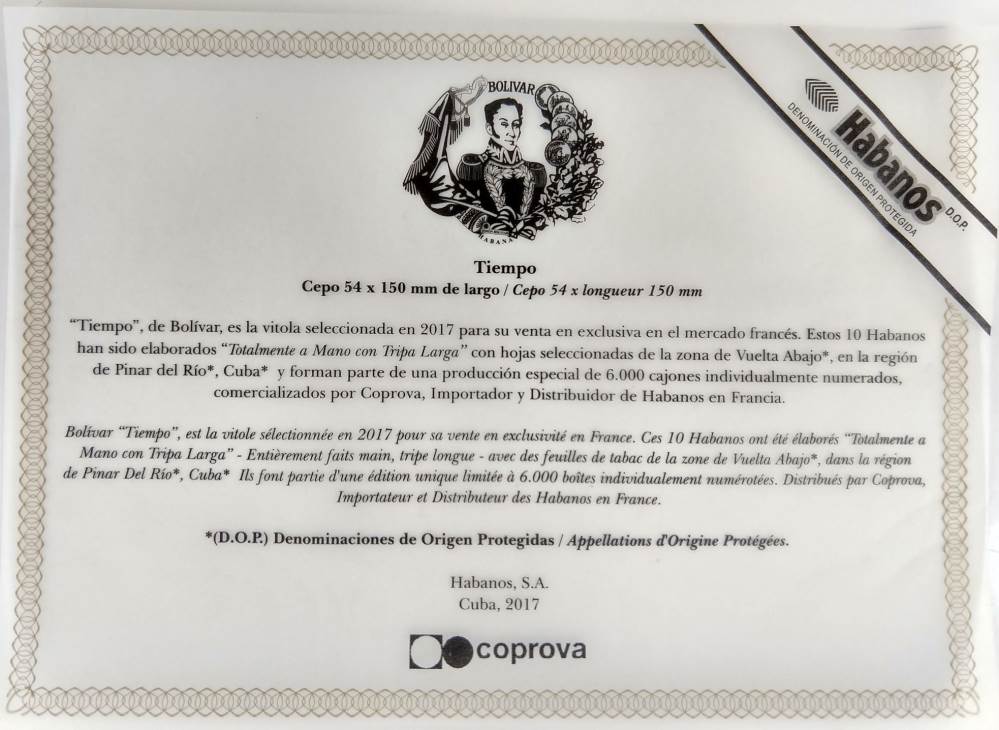 BOLIVAR
HABANA
Habanos D.O.P.
DENOMINACIÓN DE ORIGEN PROTEGIDA
Tiempo
Cepo 54 x 150 mm de largo / Cepo 54 x longueur 150 mm
“Tiempo”, de Bolívar, es la vitola seleccionada en 2017 para su venta en exclusiva en el mercado francés. Estos 10 Habanos
han sido elaborados “Totalmente a Mano con Tripa Larga” con hojas seleccionadas de la zona de Vuelta Abajo*, en la región
de Pinar del Río*, Cuba* y forman parte de una producción especial de 6.000 cajones individualmente numerados,
comercializados por Coprova, Importador y Distribuidor de Habanos en Francia.
Bolívar “Tiempo”, est la vitole sélectionnée en 2017 pour sa vente en exclusivité en France. Ces 10 Habanos ont été élaborés “Totalmente a
Mano con Tripa Larga” - Entièrement faits main, tripe longue - avec des feuilles de tabac de la zone de Vuelta Abajo*, dans la région
de Pinar Del Río*, Cuba* Ils font partie d'une édition unique limitée à 6.000 boîtes individualement numérotées. Distribués par Coprova,
Importateur et Distributeur des Habanos en France.
*(D.O.P.) Denominaciones de Origen Protegidas / Appellations d'Origine Protégées.
Habanos, S.A.
Cuba, 2017
coprova